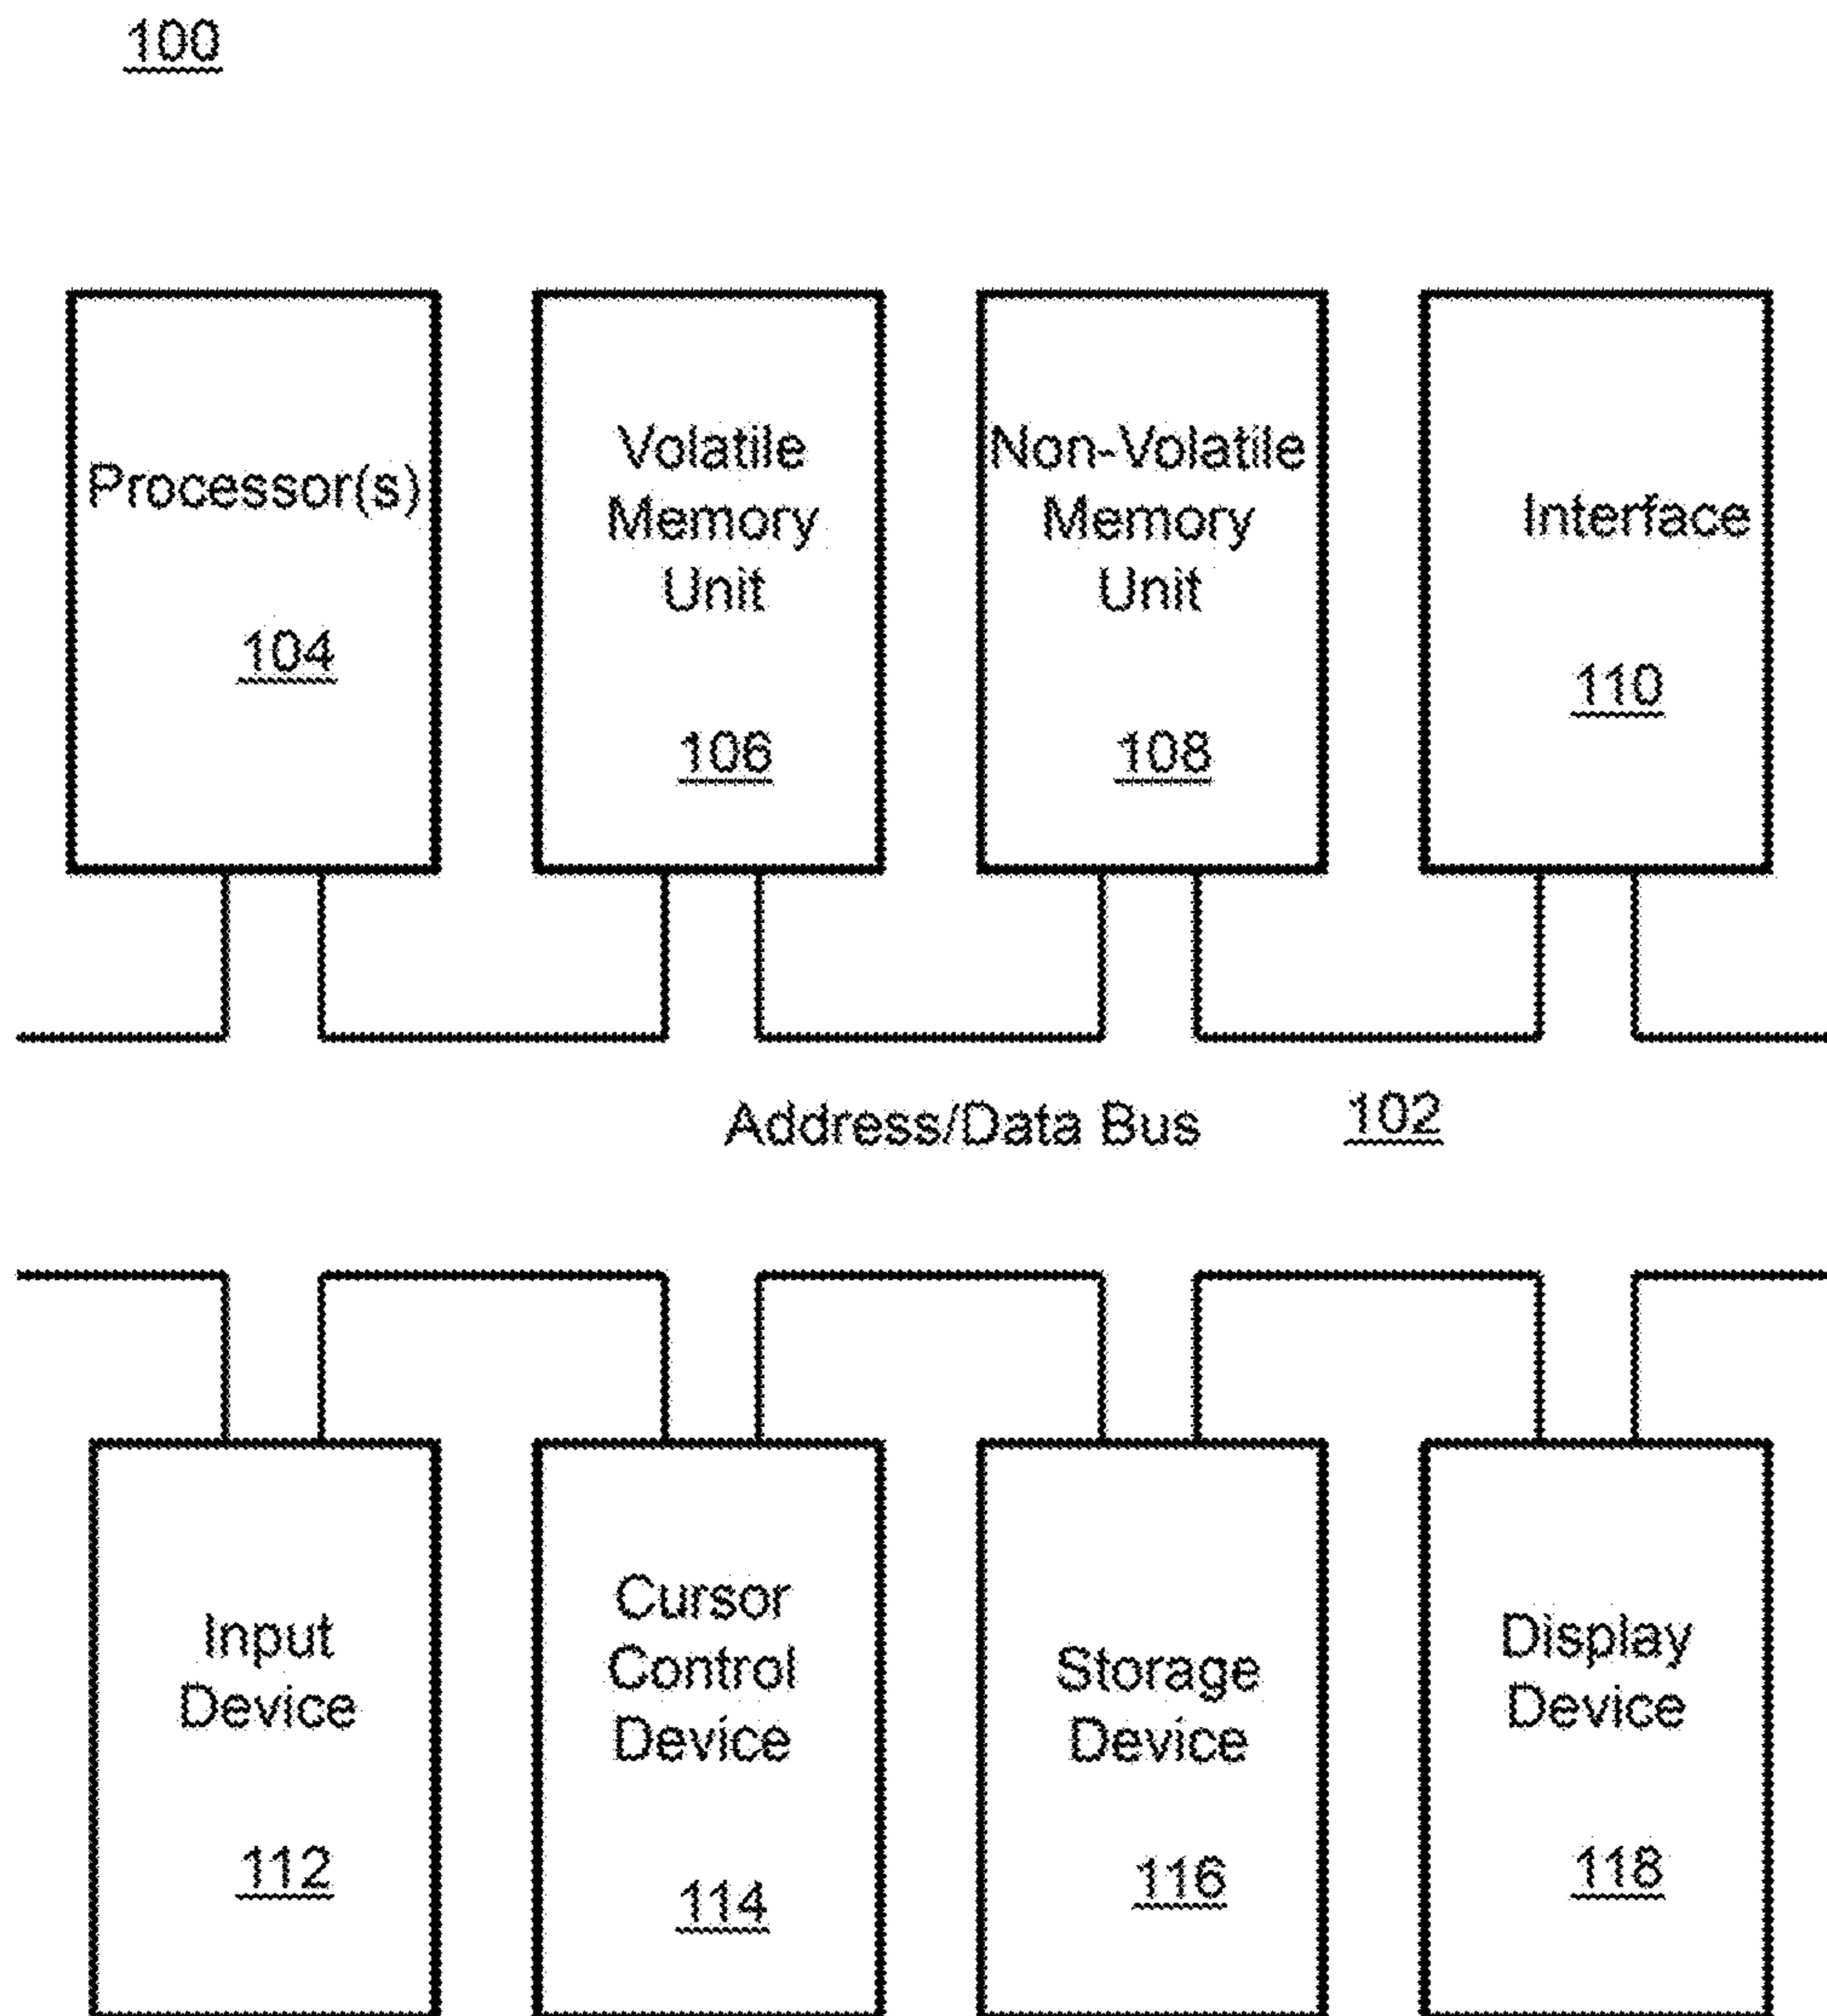 100
Processor(s)
104
Volatile
Memory
Unit
106
Non-Volatile
Memory
Unit
108
Interface
110
Address/Data Bus 102
Input
Device
112
Cursor
Control
Device
114
Storage
Device
116
Display
Device
118